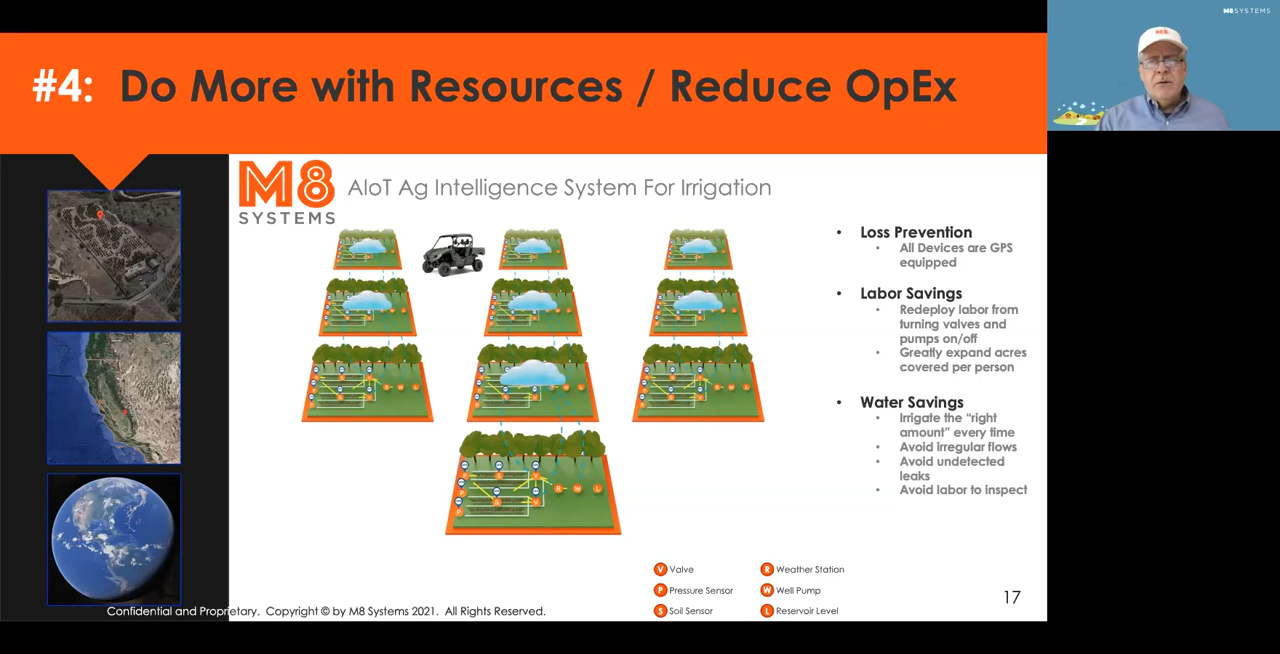 M8SYSTEMS
#4: Do More with Resources / Reduce OpEx
M8
SYSTEMS
AIoT Ag Intelligence System For Irrigation
• Loss Prevention
• All Devices are GPS
equipped
• Labor Savings
• Redeploy labor from
turning valves and
pumps on/off
• Greatly expand acres
covered per person
• Water Savings
• Irrigate the “right
amount” every time
• Avoid irregular flows
• Avoid undetected
leaks
• Avoid labor to inspect
P S V
P
P S V
R W L
V Valve
P Pressure Sensor
S Soil Sensor
R Weather Station
W Well Pump
L Reservoir Level
17
Confidential and Proprietary. Copyright © by M8 Systems 2021. All Rights Reserved.